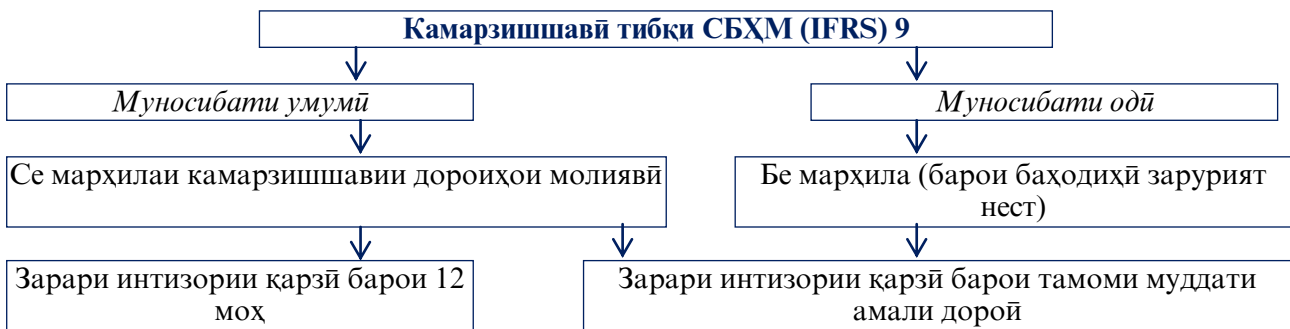 Камарзишшавӣ тибқи СБҲМ (IFRS) 9
Муносибати умумӣ
Муносибати одӣ
Се марҳилаи камарзишшавии дороиҳои молиявӣ
Бе марҳила (барои баҳодиҳӣ зарурият
нест)
Зарари интизории қарзӣ барои 12
моҳ
Зарари интизории қарзӣ барои тамоми муддати
амали дороӣ